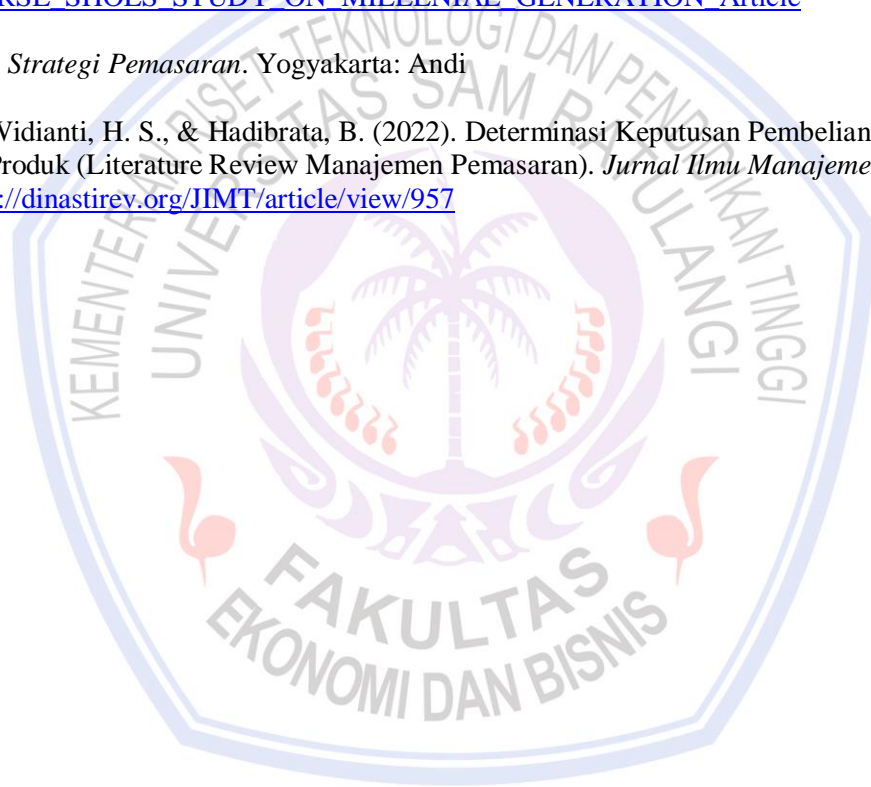 RSE_SHOES_STUDY_ON_MILLENIAL_GENERATION_Article
Strategi Pemasaran. Yogyakarta: Andi
Widianti, H. S., & Hadibrata, B. (2022). Determinasi Keputusan Pembelian
Produk (Literature Review Manajemen Pemasaran). Jurnal Ilmu Manajeme
://dinastirev.org/JIMT/article/view/957
KEMENTERIAN RISET TEKNOLOGI DAN PENDIDIKAN TINGGI
UNIVERSITAS SAM RATULANGI
FAKULTAS
EKONOMI DAN BISNIS